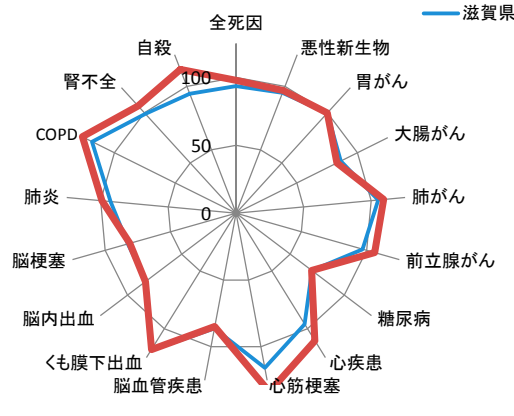 滋賀県
全死因
悪性新生物
胃がん
大腸がん
肺がん
前立腺がん
糖尿病
心疾患
心筋梗塞
脳血管疾患
くも膜下出血
脳内出血
脳梗塞
肺炎
COPD
腎不全
自殺
100
50
0